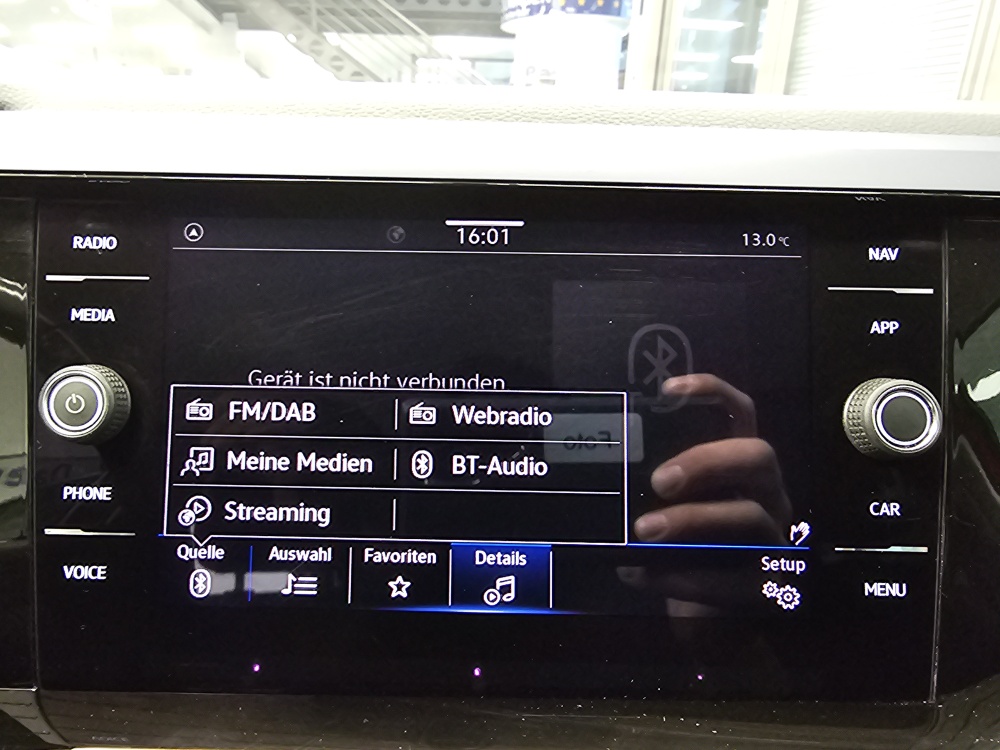 RADIO
MEDIA
PHONE
VOICE
16:01
13.0°C
Gerät ist nicht verbunden.
FM/DAB
Webradio
Meine Medien
BT-Audio
Streaming
Quelle
Auswahl
Favoriten
Details
Setup
NAV
APP
CAR
MENU